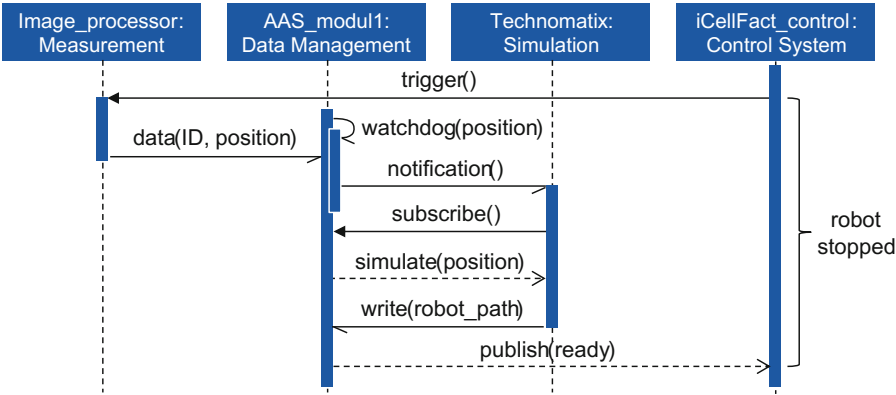 Image_processor:
Measurement
AAS_modul1:
Data Management
Technomatix:
Simulation
iCellFact_control:
Control System
trigger()
watchdog(position)
data(ID, position)
notification()
subscribe()
robot
stopped
simulate(position)
write(robot_path)
publish(ready)